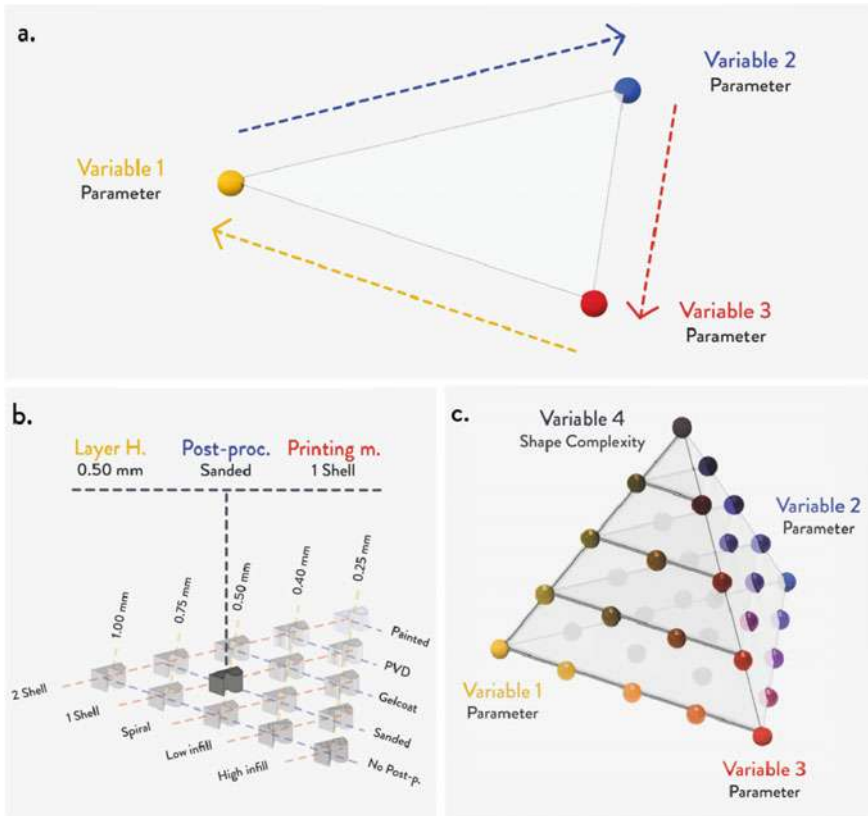 a.
Variable 1
Parameter
Variable 2
Parameter
Variable 3
Parameter
b.
Layer H.
0.50 mm
Post-proc.
Sanded
Printing m.
1 Shell
1.00 mm
0.75 mm
0.50 mm
0.40 mm
0.25 mm
Painted
PVD
Gelcoat
Sanded
No Post-p.
2 Shell
1 Shell
Spiral
Low infill
High infill
c.
Variable 4
Shape Complexity
Variable 2
Parameter
Variable 1
Parameter
Variable 3
Parameter